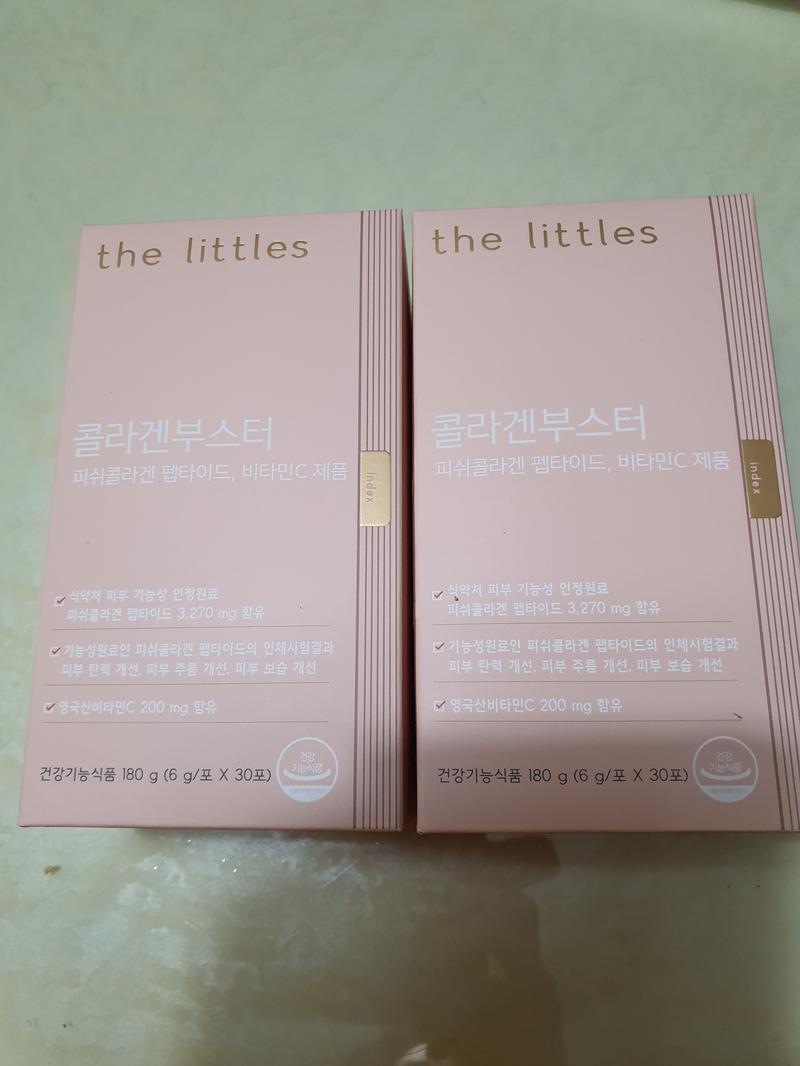 the littles
콜라겐부스터
피쉬콜라겐 펩타이드, 비타민C 제품
index
식약처 피부 기능성 인정원료
피쉬콜라겐 펩타이드 3,270 mg 함유
기능성원료인 피쉬콜라겐 펩타이드의 인체시험결과
피부 탄력 개선, 피부 주름 개선, 피부 보습 개선
영국산비타민C 200 mg 함유
건강기능식품 180 g (6 g/포 X 30포)
건강
기능식품
the littles
콜라겐부스터
피쉬콜라겐 펩타이드, 비타민C 제품
index
식약처 피부 기능성 인정원료
피쉬콜라겐 펩타이드 3,270 mg 함유
기능성원료인 피쉬콜라겐 펩타이드의 인체시험결과
피부 탄력 개선, 피부 주름 개선, 피부 보습 개선
영국산비타민C 200 mg 함유
건강기능식품 180 g (6 g/포 X 30포)
건강
기능식품